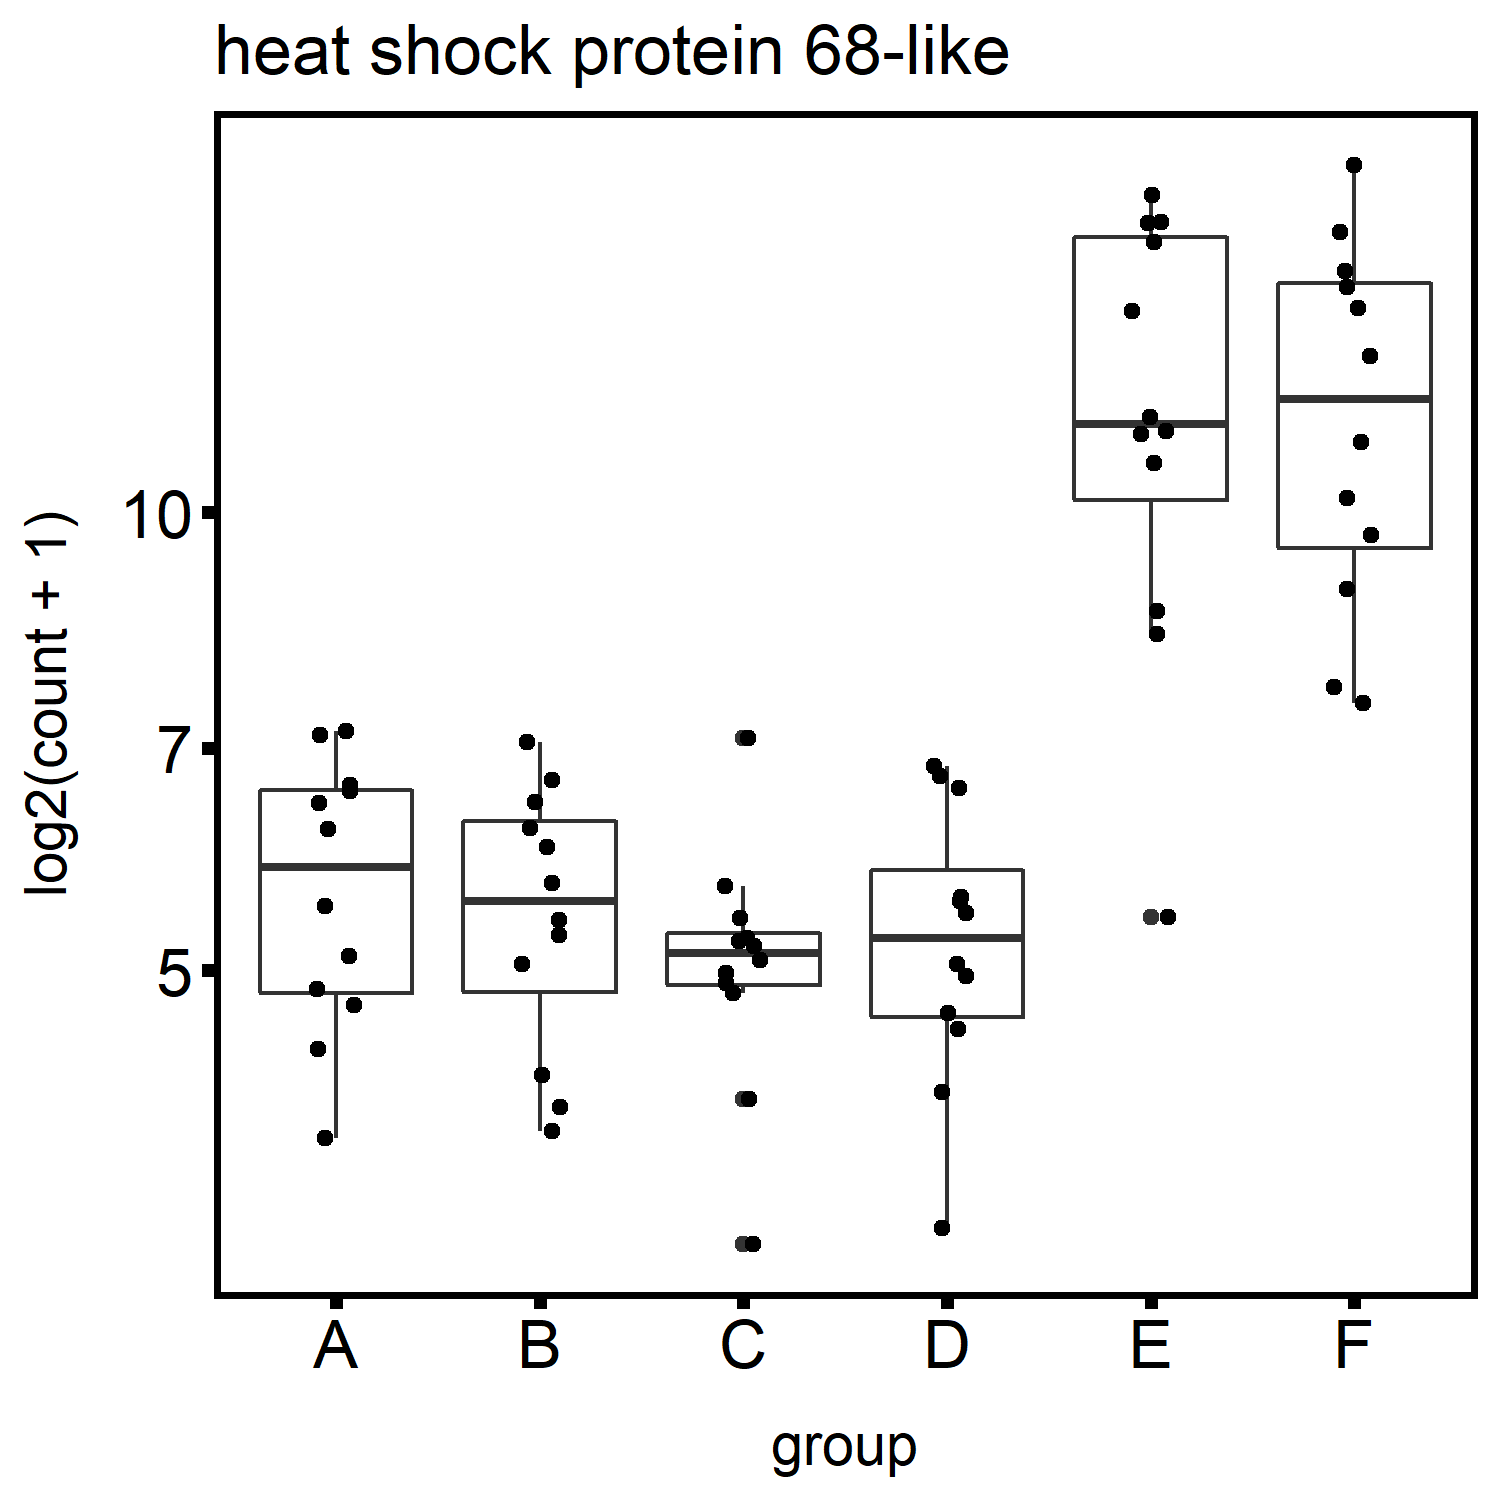 heat shock protein 68-like
log2(count + 1)
10
7
5
A B C D E F
group